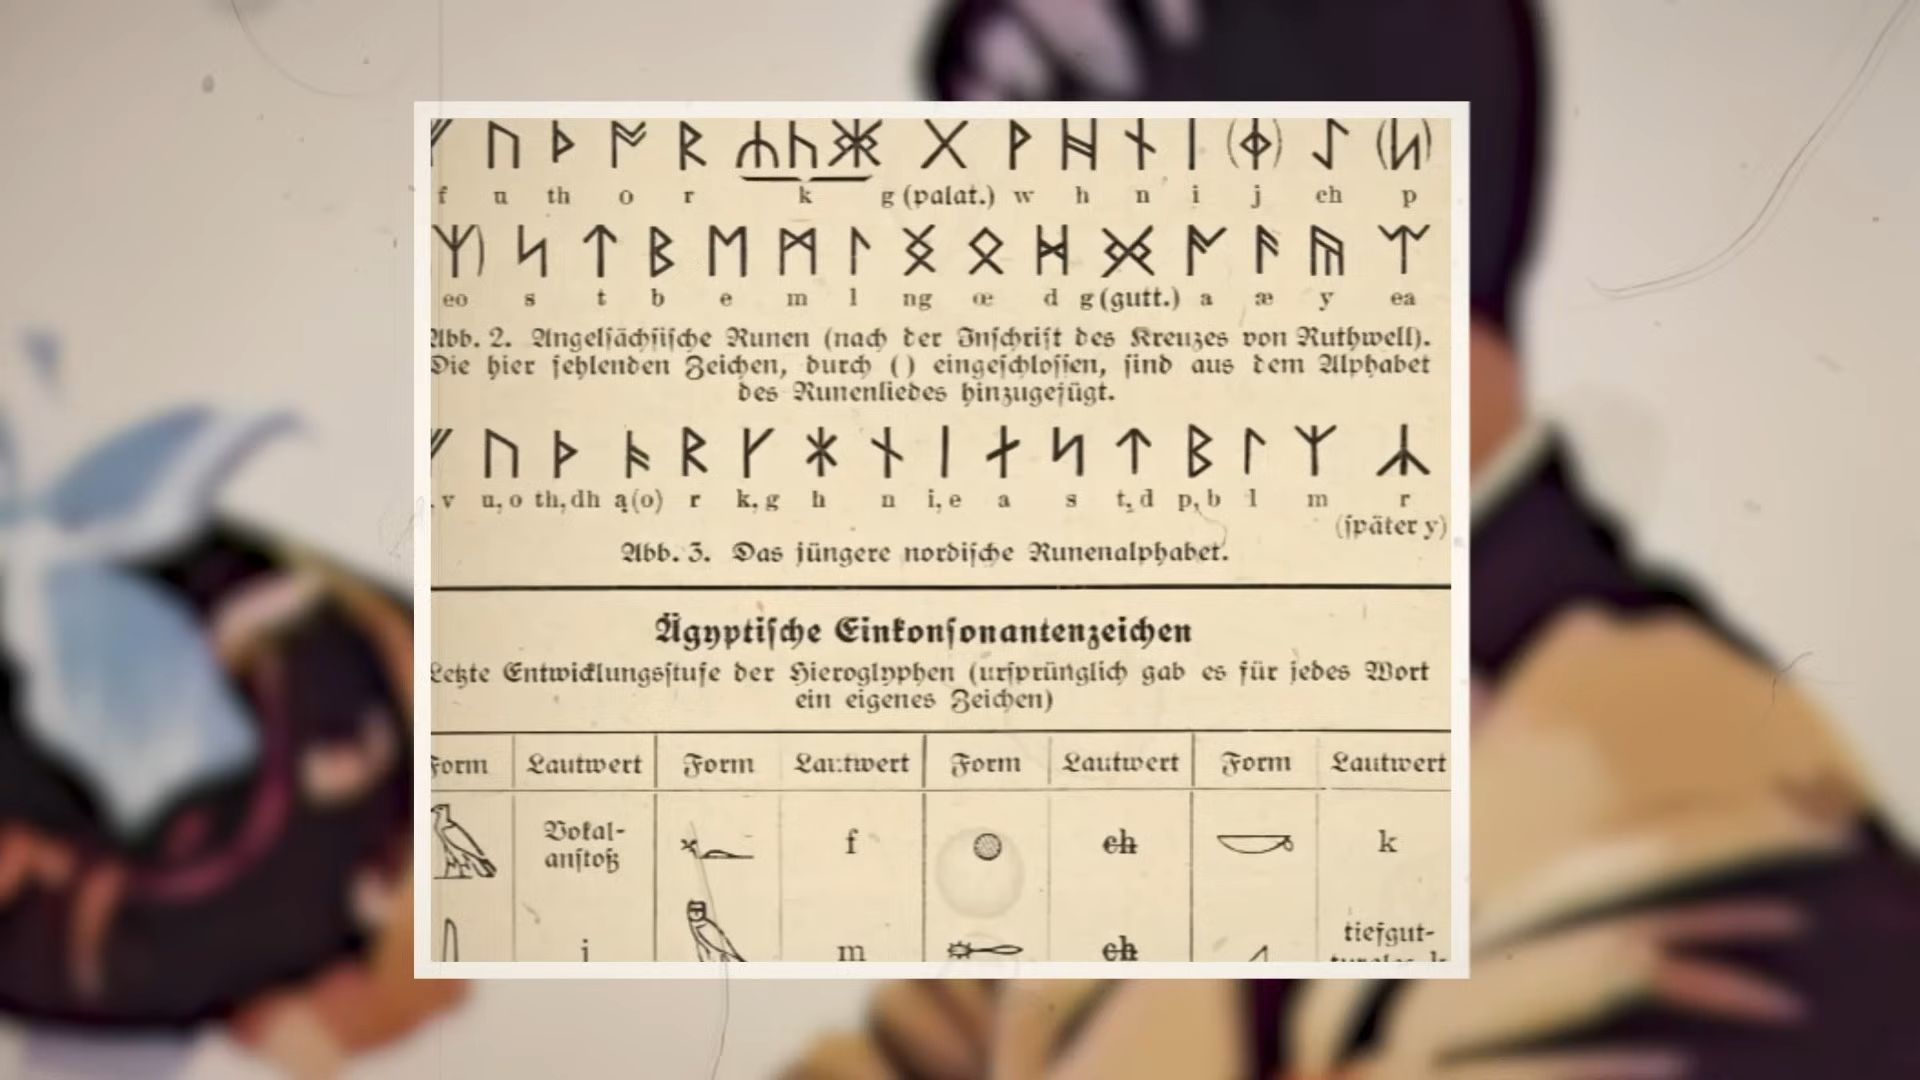 ᚢ ᚦ ᚩ ᚱ ᚷ ᚹ ᚻ ᚾ ᛁ
f u th o r k g (palat.) w h n i j ch p
ᛋ ᛏ ᛒ ᛖ ᛗ ᛚ ᛝ ᛟ ᛞ ᚪ ᚫ ᚣ ᛠ
eo s t b e m l ng œ d g (gutt.) a æ y ea
Abb. 2. Angelſächſiſche Runen (nach der Inſchrift des Kreuzes von Ruthwell).
Die hier fehlenden Zeichen, durch ( ) eingeſchloſſen, ſind aus dem Alphabet
des Runenliedes hinzugefügt.
ᚢ ᚦ ᚬ ᚱ ᚴ ᚼ ᚾ ᛁ ᛅ ᛋ ᛏ ᛒ ᛚ ᛘ ᛦ
v u, o th, dh ą(o) r k, g h n i, e a s t, d p, b l m r
(ſpäter y)
Abb. 3. Das jüngere nordiſche Runenalphabet.
Ägyptiſche Einkonſonantenzeichen
Letzte Entwicklungsſtufe der Hieroglyphen (urſprünglich gab es für jedes Wort
ein eigenes Zeichen)
Form Lautwert Form Lautwert Form Lautwert Form Lautwert
Vokal-
anſtoß f ch k
tiefgut-
j m ch